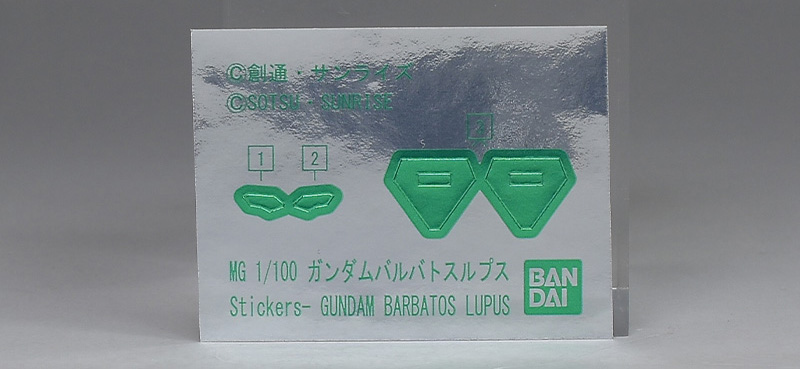 ©創通・サンライズ
©SOTSU・SUNRISE
1 2 3
MG 1/100 ガンダムバルバトスルプス
Stickers- GUNDAM BARBATOS LUPUS
BAN
DAI